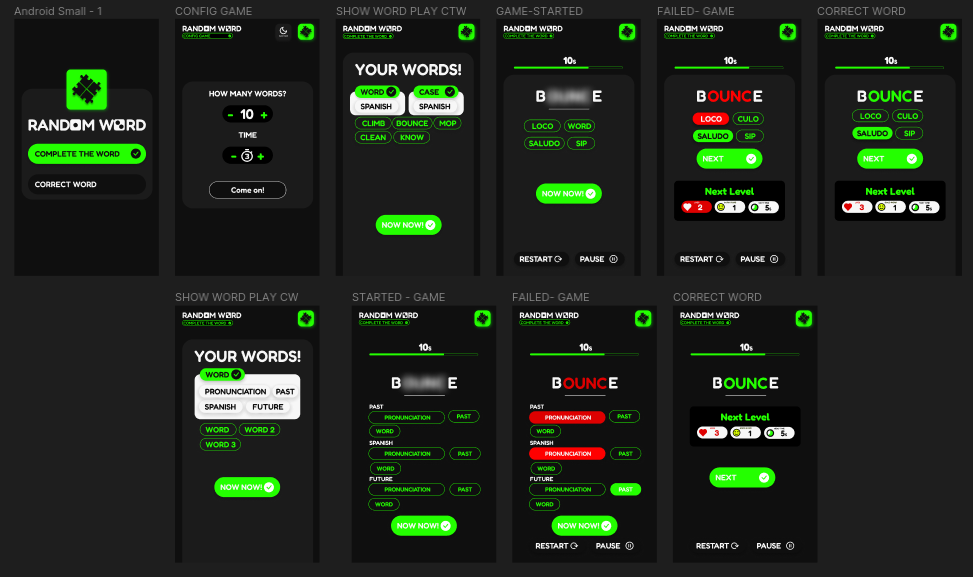 Android Small - 1
RANDOM WORD
COMPLETE THE WORD
CORRECT WORD
CONFIG GAME
RANDOM WORD
CONFIG GAME
HOW MANY WORDS?
- 10 +
TIME
- 3 +
Come on!
SHOW WORD PLAY CTW
RANDOM WORD
COMPLETE THE WORD
YOUR WORDS!
WORD CASE
SPANISH SPANISH
CLIMB BOUNCE MOP
CLEAN KNOW
NOW NOW!
GAME-STARTED
RANDOM WORD
COMPLETE THE WORD
10s
BOUNCE
LOCO WORD
SALUDO SIP
NOW NOW!
RESTART PAUSE
FAILED- GAME
RANDOM WORD
COMPLETE THE WORD
10s
BOUNCE
LOCO CULO
SALUDO SIP
NEXT
Next Level
2 1 5s
RESTART PAUSE
CORRECT WORD
RANDOM WORD
COMPLETE THE WORD
10s
BOUNCE
LOCO CULO
SALUDO SIP
NEXT
Next Level
3 1 5s
SHOW WORD PLAY CW
RANDOM WORD
COMPLETE THE WORD
YOUR WORDS!
WORD
PRONUNCIATION PAST
SPANISH FUTURE
WORD WORD 2
WORD 3
NOW NOW!
STARTED - GAME
RANDOM WORD
COMPLETE THE WORD
10s
BOUNCE
PAST
PRONUNCIATION PAST
WORD
SPANISH
PRONUNCIATION PAST
WORD
FUTURE
PRONUNCIATION PAST
WORD
NOW NOW!
FAILED- GAME
RANDOM WORD
COMPLETE THE WORD
10s
BOUNCE
PAST
PRONUNCIATION PAST
WORD
SPANISH
PRONUNCIATION PAST
WORD
FUTURE
PRONUNCIATION PAST
WORD
NOW NOW!
RESTART PAUSE
CORRECT WORD
RANDOM WORD
COMPLETE THE WORD
10s
BOUNCE
Next Level
3 1 5s
NEXT
RESTART PAUSE